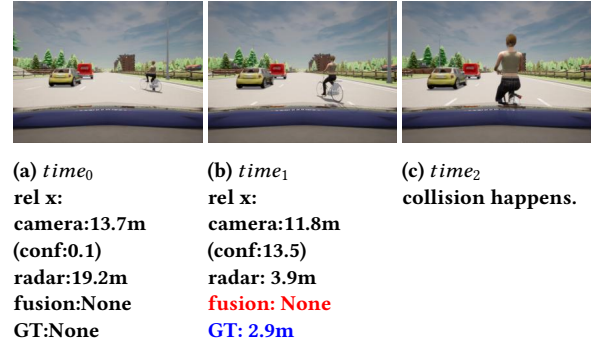 (a) time₀
rel x:
camera:13.7m
(conf:0.1)
radar:19.2m
fusion:None
GT:None
(b) time₁
rel x:
camera:11.8m
(conf:13.5)
radar: 3.9m
fusion: None
GT: 2.9m
(c) time₂
collision happens.